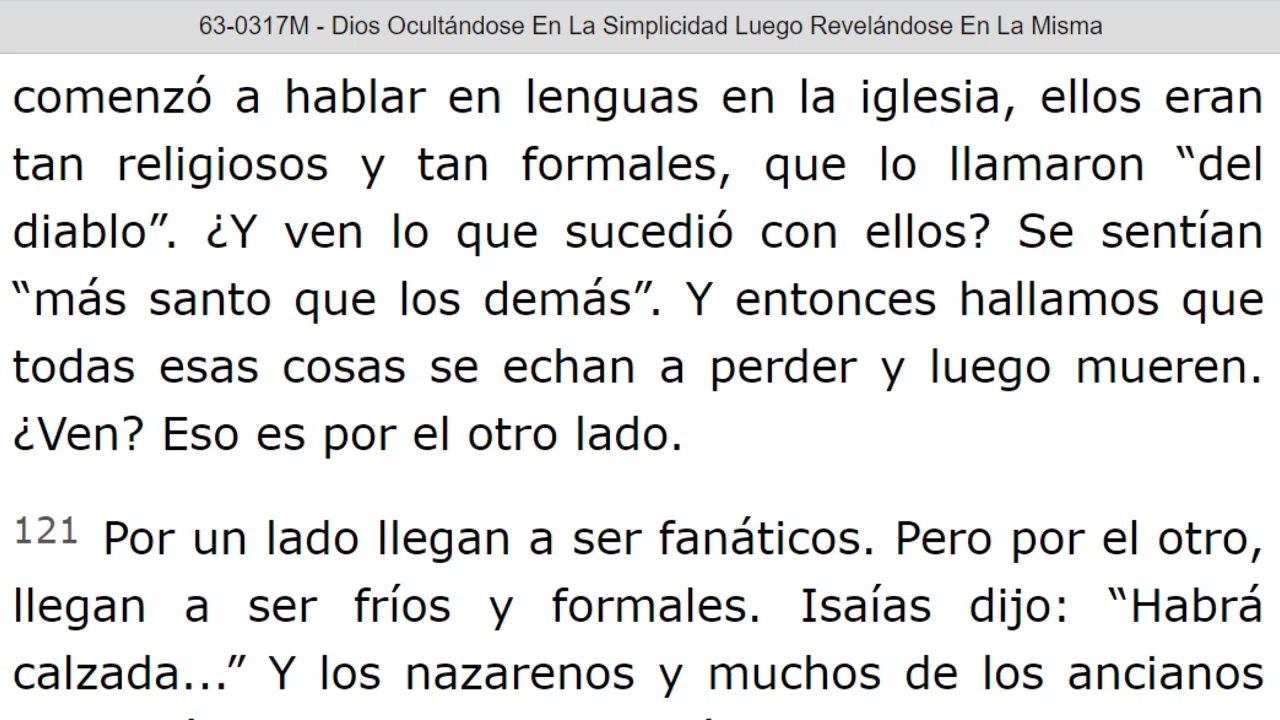 63-0317M - Dios Ocultándose En La Simplicidad Luego Revelándose En La Misma
comenzó a hablar en lenguas en la iglesia, ellos eran
tan religiosos y tan formales, que lo llamaron “del
diablo”. ¿Y ven lo que sucedió con ellos? Se sentían
“más santo que los demás”. Y entonces hallamos que
todas esas cosas se echan a perder y luego mueren.
¿Ven? Eso es por el otro lado.
121 Por un lado llegan a ser fanáticos. Pero por el otro,
llegan a ser fríos y formales. Isaías dijo: “Habrá
calzada...” Y los nazarenos y muchos de los ancianos